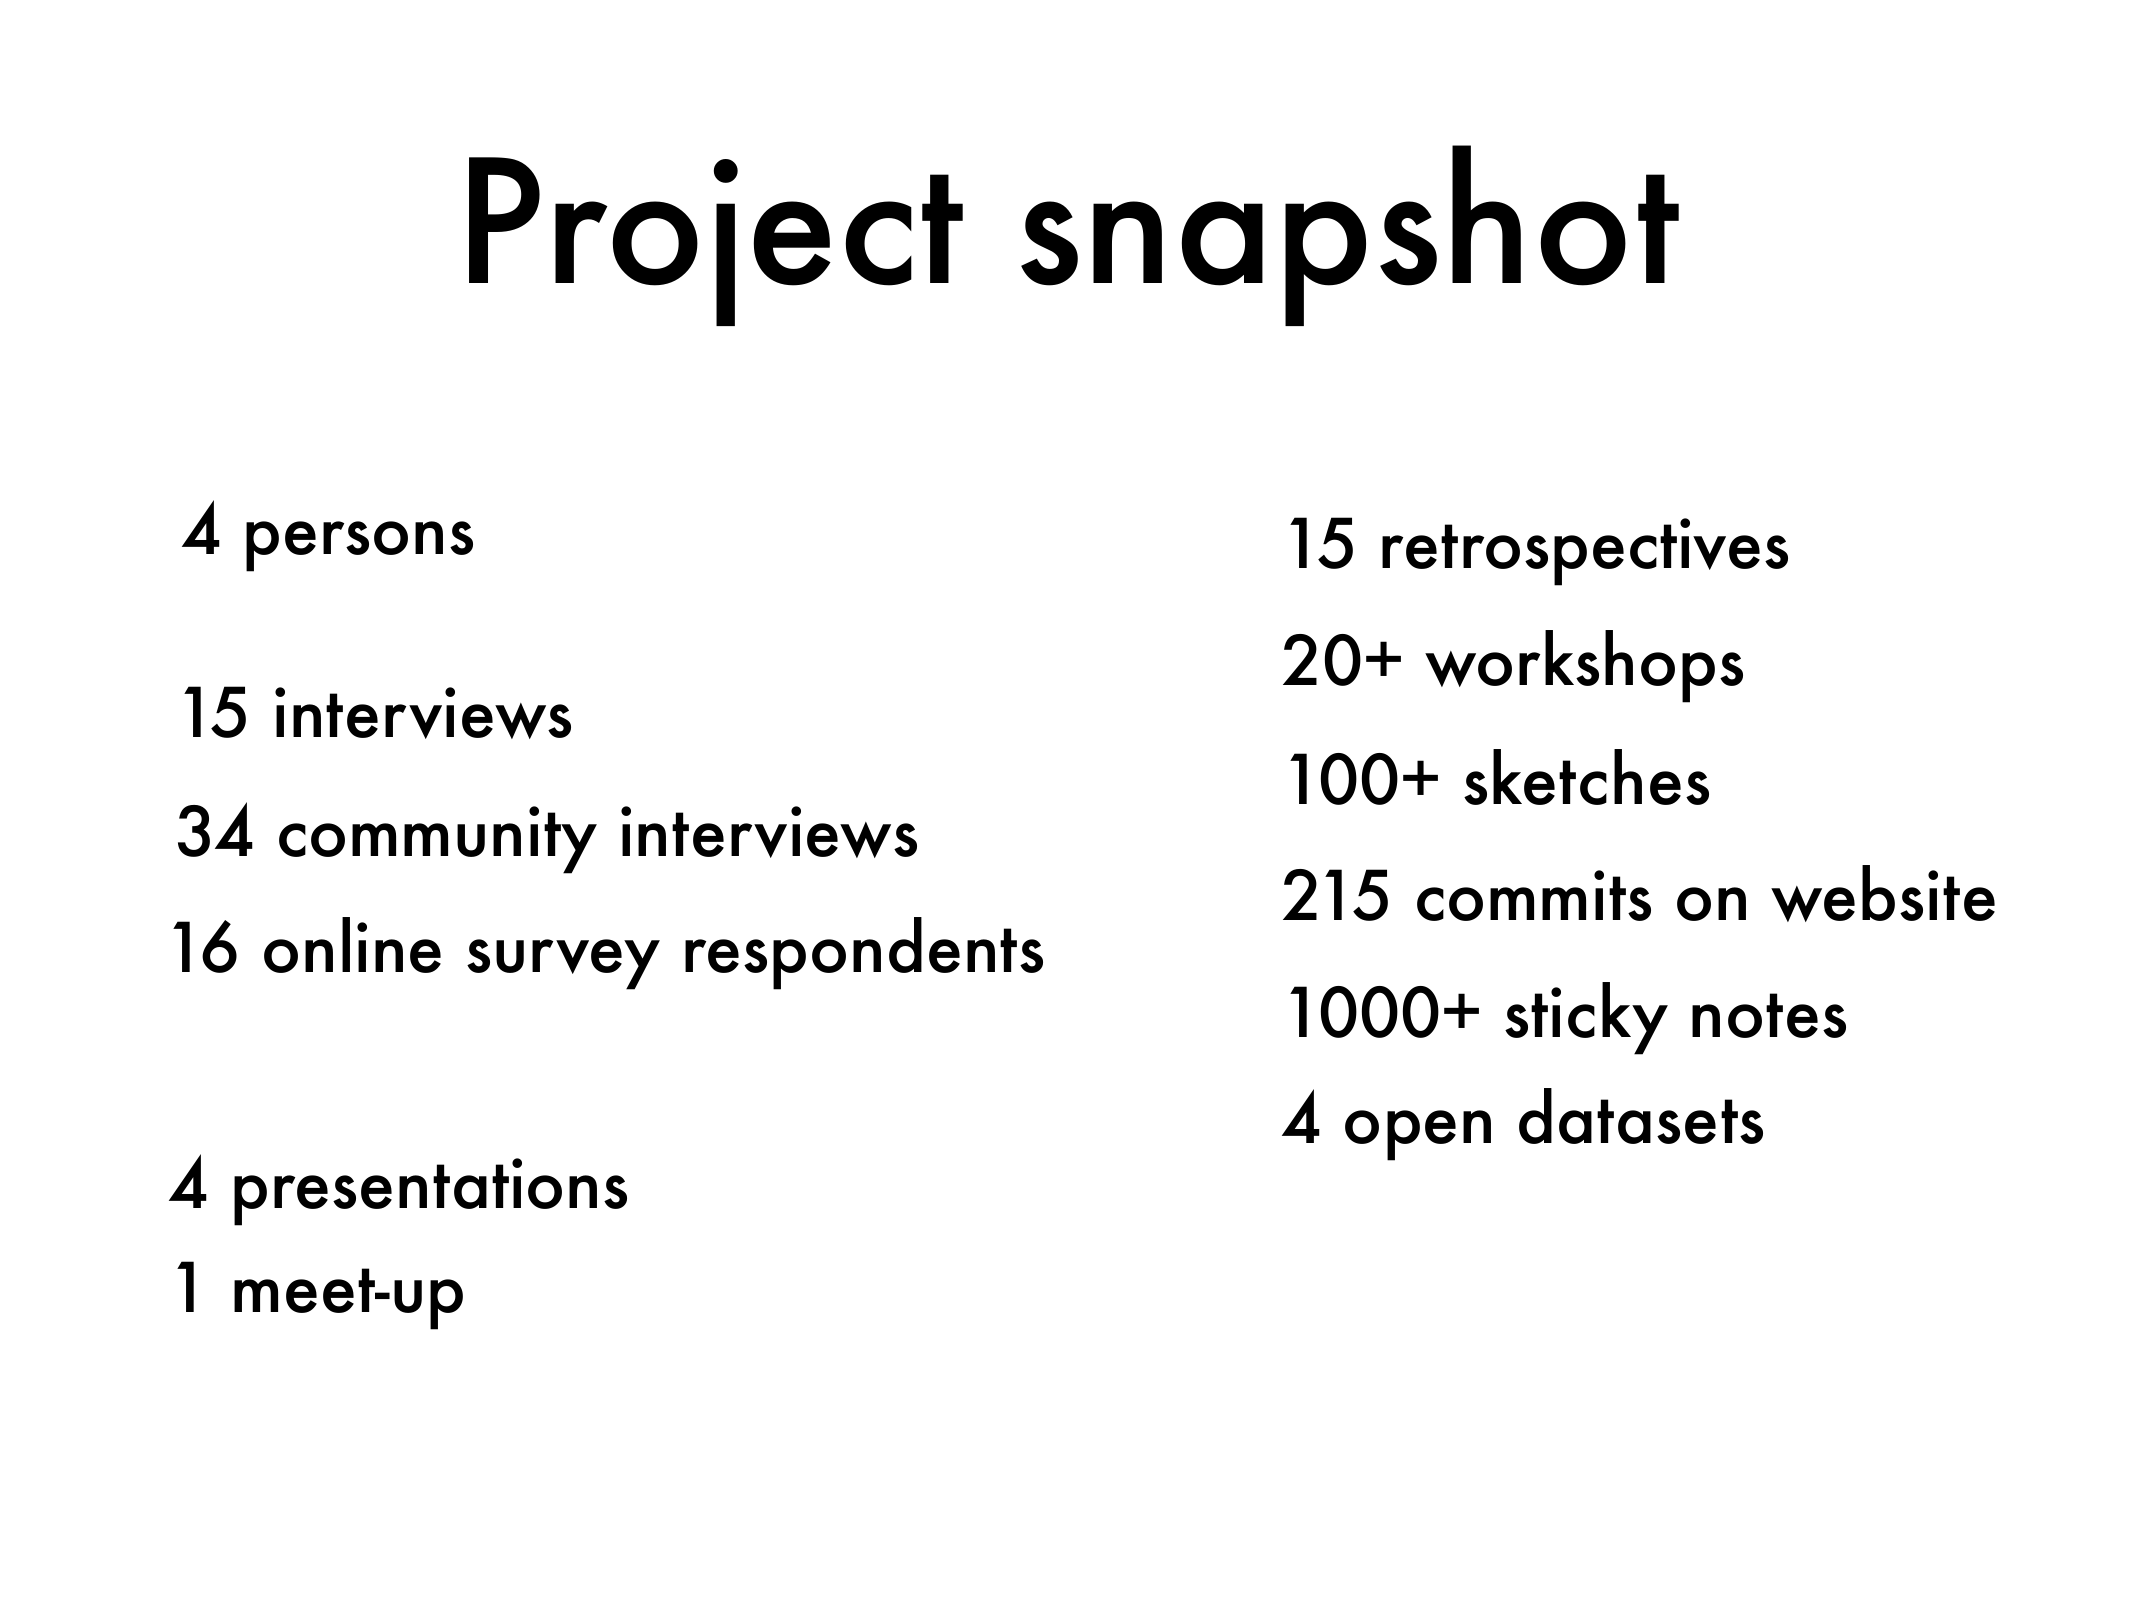 Project snapshot
4 persons
15 interviews
34 community interviews
16 online survey respondents
4 presentations
1 meet-up
15 retrospectives
20+ workshops
100+ sketches
215 commits on website
1000+ sticky notes
4 open datasets